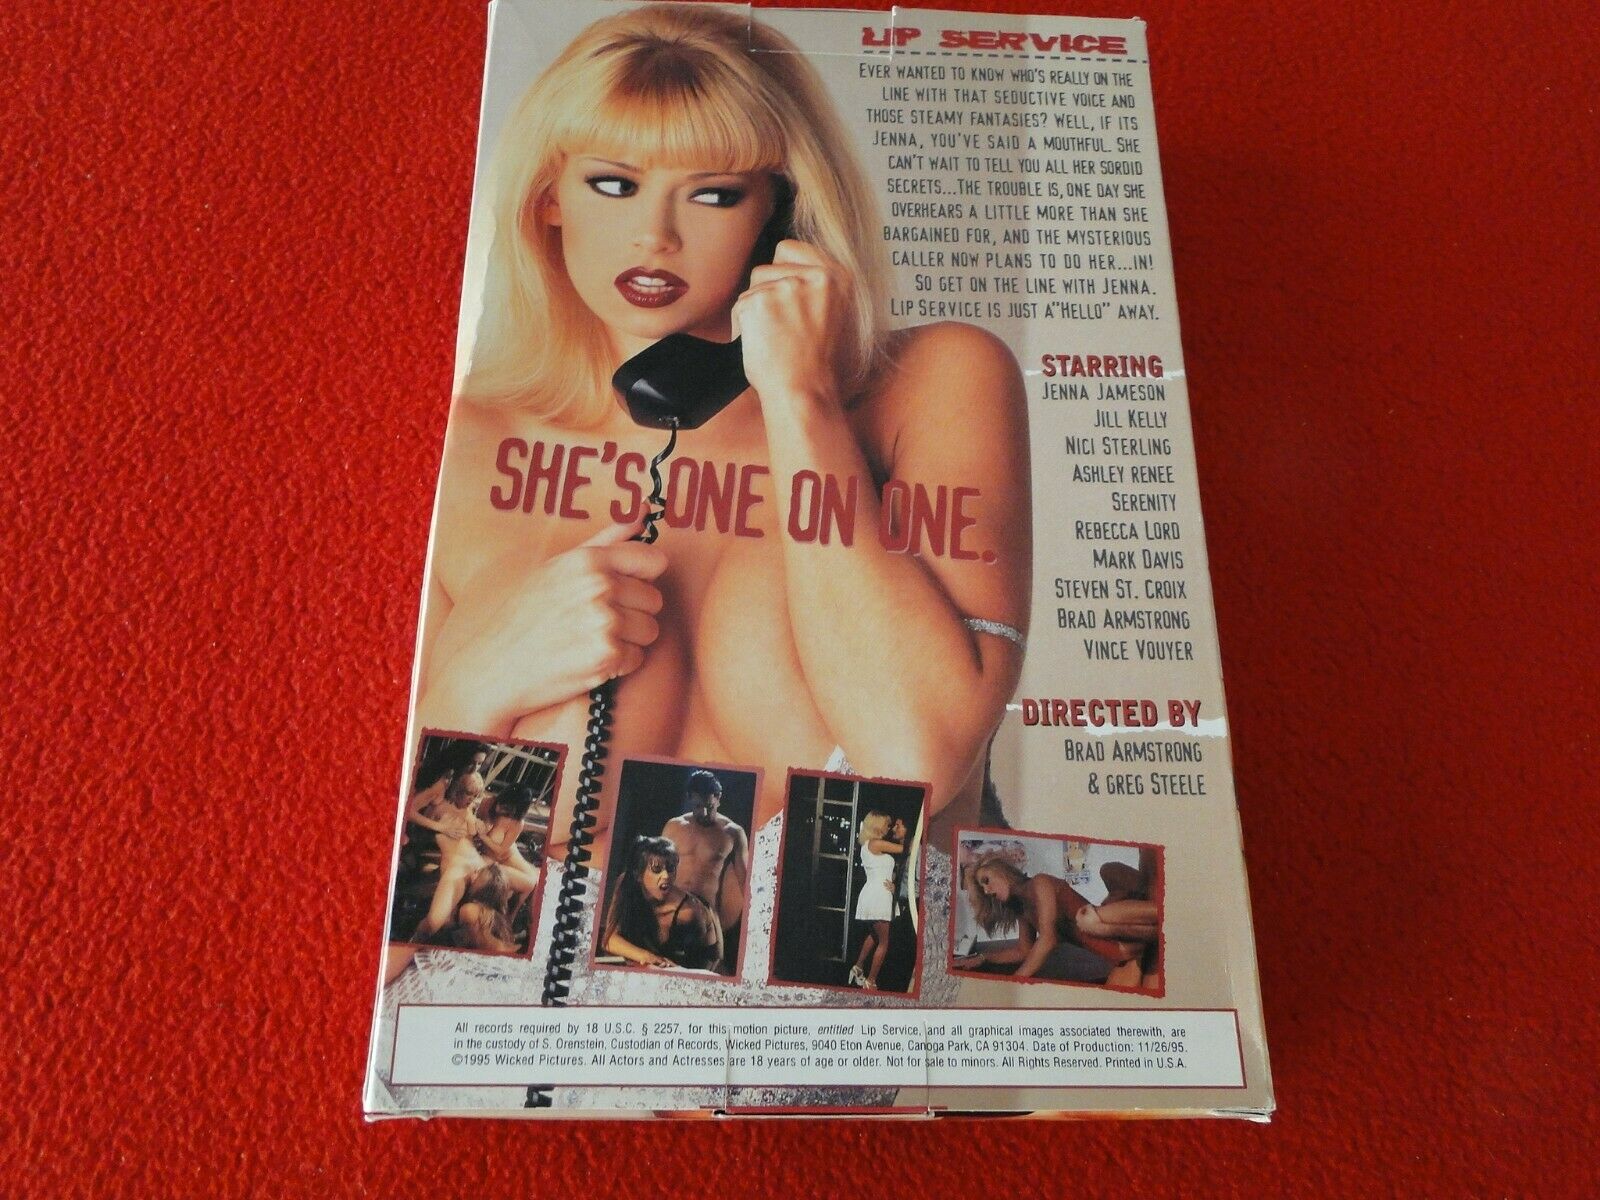 LIP SERVICE
EVER WANTED TO KNOW WHO'S REALLY ON THE
LINE WITH THAT SEDUCTIVE VOICE AND
THOSE STEAMY FANTASIES? WELL, IF ITS
JENNA, YOU'VE SAID A MOUTHFUL. SHE
CAN'T WAIT TO TELL YOU ALL HER SORDID
SECRETS...THE TROUBLE IS, ONE DAY SHE
OVERHEARS A LITTLE MORE THAN SHE
BARGAINED FOR, AND THE MYSTERIOUS
CALLER NOW PLANS TO DO HER...IN!
SO GET ON THE LINE WITH JENNA.
LIP SERVICE IS JUST A"HELLO" AWAY.
SHE'S ONE ON ONE.
STARRING
JENNA JAMESON
JILL KELLY
NICI STERLING
ASHLEY RENEE
SERENITY
REBECCA LORD
MARK DAVIS
STEVEN ST. CROIX
BRAD ARMSTRONG
VINCE VOUYER
DIRECTED BY
BRAD ARMSTRONG
& GREG STEELE
All records required by 18 U.S.C. § 2257, for this motion picture, entitled Lip Service, and all graphical images associated therewith, are
in the custody of S. Orenstein, Custodian of Records, Wicked Pictures, 9040 Eton Avenue, Canoga Park, CA 91304. Date of Production: 11/26/95.
©1995 Wicked Pictures. All Actors and Actresses are 18 years of age or older. Not for sale to minors. All Rights Reserved. Printed in U.S.A.